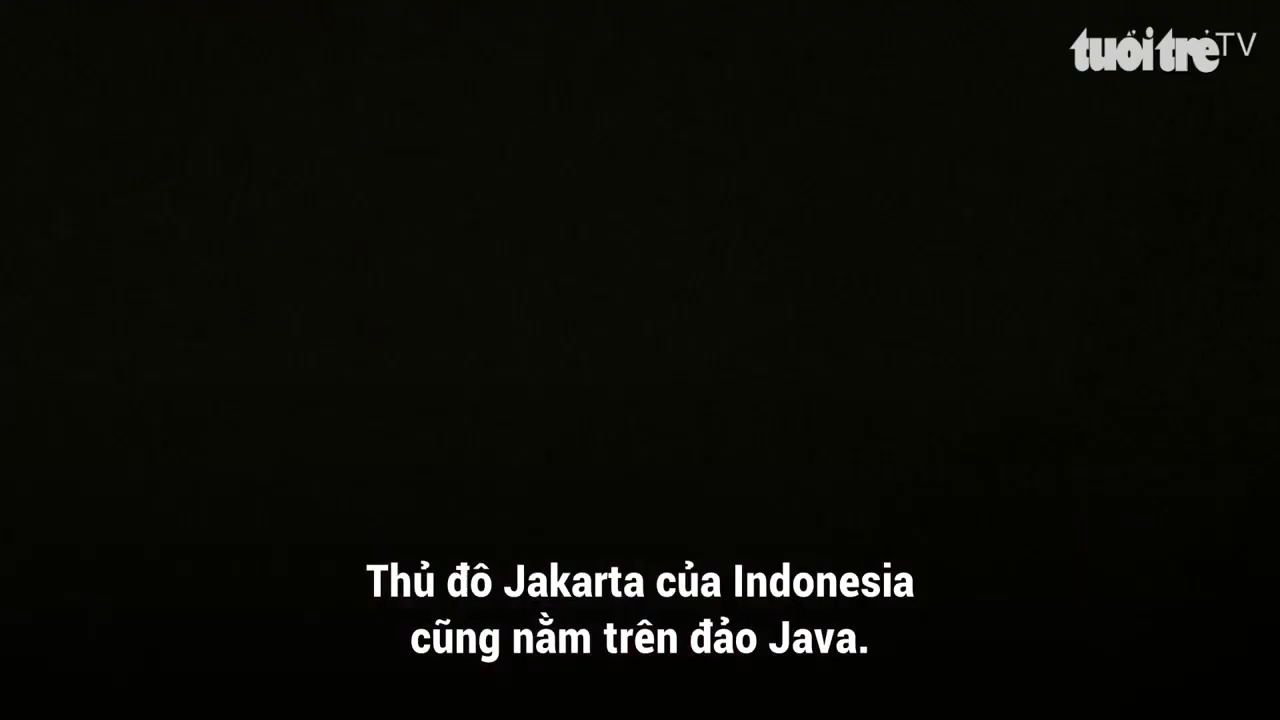 tuổi trẻ TV
Thủ đô Jakarta của Indonesia
cũng nằm trên đảo Java.